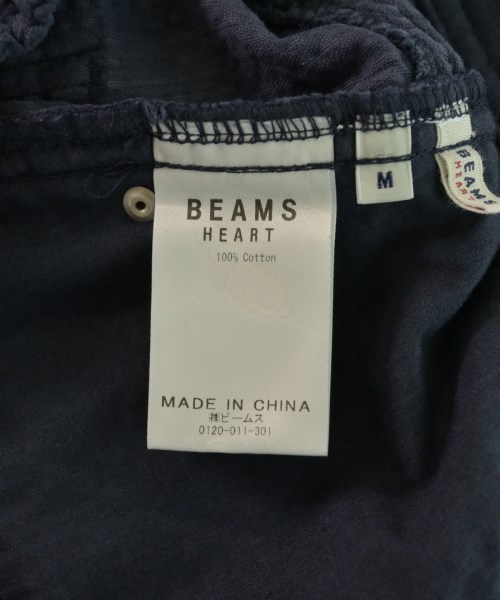 BEAMS
HEART
100% Cotton
MADE IN CHINA
㈱ビームス
0120-011-301
M
BEAMS
HEART